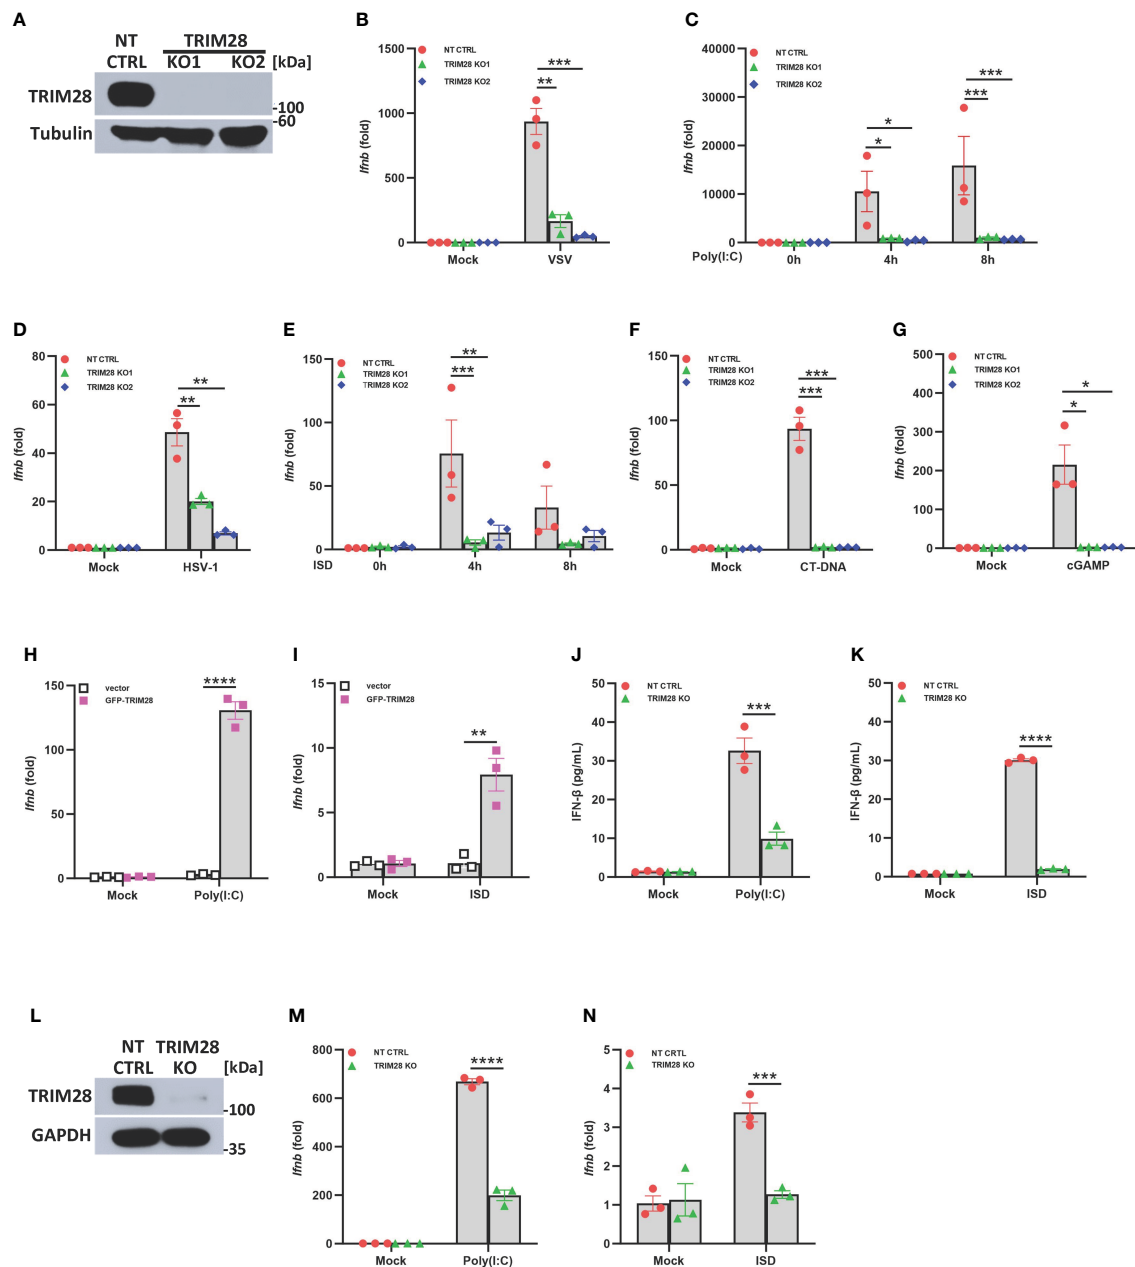 A
NT
CTRL
TRIM28
KO1 KO2 [kDa]
TRIM28
-100
-60
Tubulin
B
Ifnb (fold)
1500
1000
500
0
NT CTRL
TRIM28 KO1
TRIM28 KO2
***
**
Mock VSV
C
Ifnb (fold)
40000
30000
20000
10000
0
NT CTRL
TRIM28 KO1
TRIM28 KO2
*
*
***
***
Poly(I:C) 0h 4h 8h
D
Ifnb (fold)
80
60
40
20
0
NT CTRL
TRIM28 KO1
TRIM28 KO2
**
**
Mock HSV-1
E
Ifnb (fold)
150
100
50
0
NT CTRL
TRIM28 KO1
TRIM28 KO2
**
***
ISD 0h 4h 8h
F
Ifnb (fold)
150
100
50
0
NT CTRL
TRIM28 KO1
TRIM28 KO2
***
***
Mock CT-DNA
G
Ifnb (fold)
500
400
300
200
100
0
NT CTRL
TRIM28 KO1
TRIM28 KO2
*
*
Mock cGAMP
H
Ifnb (fold)
150
100
50
0
vector
GFP-TRIM28
****
Mock Poly(I:C)
I
Ifnb (fold)
15
10
5
0
vector
GFP-TRIM28
**
Mock ISD
J
IFN-β (pg/mL)
50
40
30
20
10
0
NT CTRL
TRIM28 KO
***
Mock Poly(I:C)
K
IFN-β (pg/mL)
50
40
30
20
10
0
NT CTRL
TRIM28 KO
****
Mock ISD
L
NT TRIM28
CTRL KO [kDa]
TRIM28
-100
GAPDH
-35
M
Ifnb (fold)
800
600
400
200
0
NT CTRL
TRIM28 KO
****
Mock Poly(I:C)
N
Ifnb (fold)
5
4
3
2
1
0
NT CRTL
TRIM28 KO
***
Mock ISD